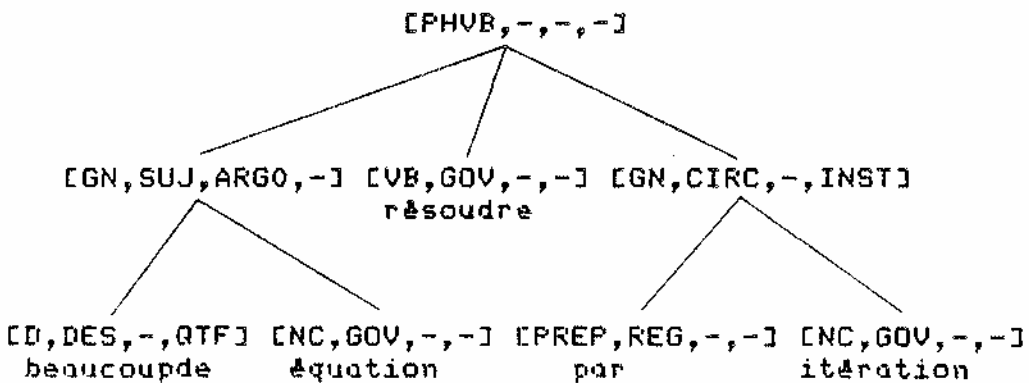 [PHVB,-,-,-]
[GN,SUJ,ARGO,-] [VB,GOV,-,-] [GN,CIRC,-,INST]
résoudre
[D,DES,-,QTF] [NC,GOV,-,-] [PREP,REG,-,-] [NC,GOV,-,-]
beaucoupde équation par itération